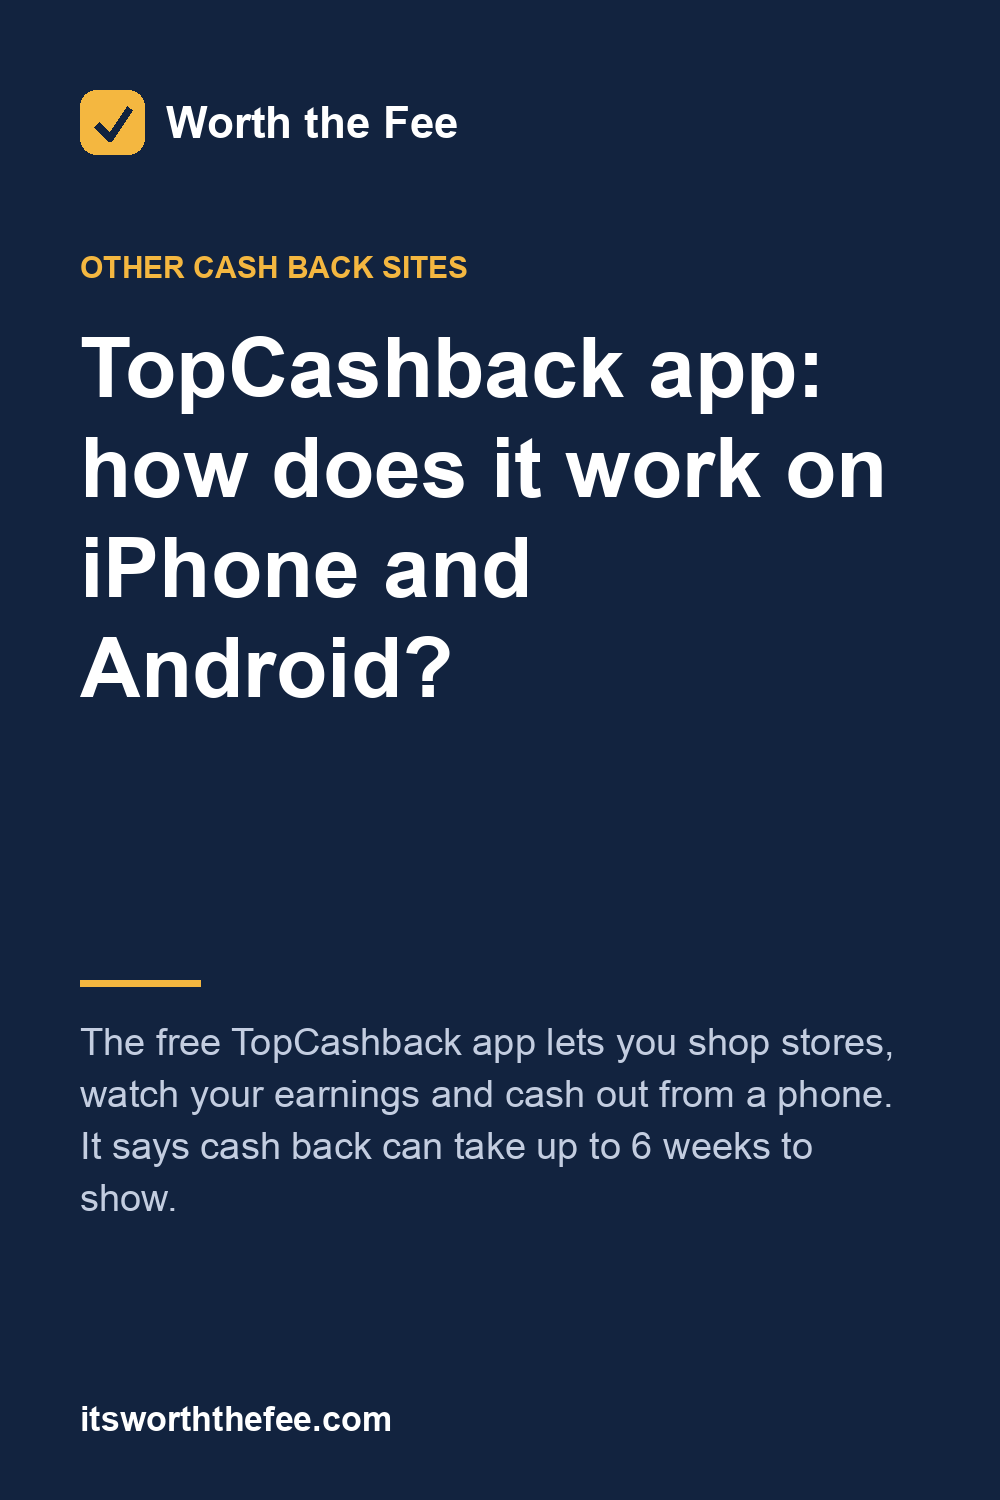 Worth the Fee
OTHER CASH BACK SITES
TopCashback app:
how does it work on
iPhone and
Android?
The free TopCashback app lets you shop stores,
watch your earnings and cash out from a phone.
It says cash back can take up to 6 weeks to
show.
itsworththefee.com